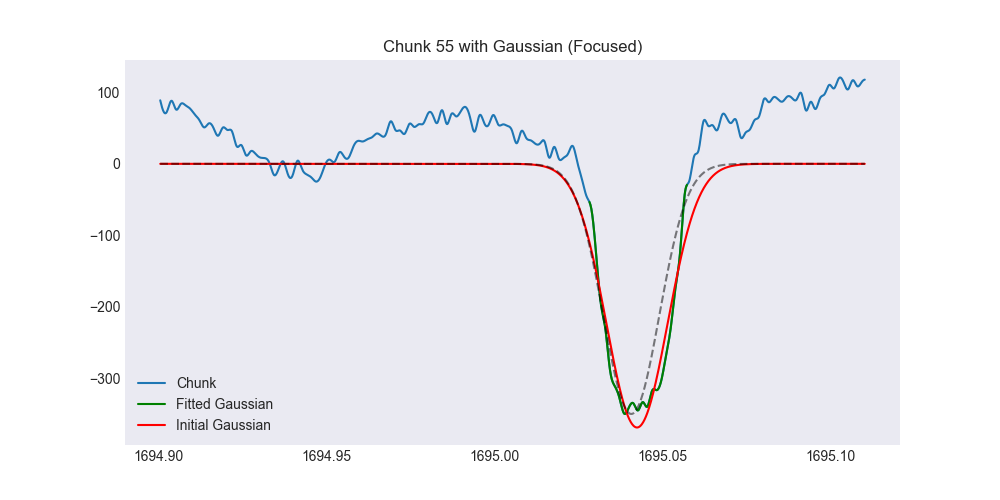 Chunk 55 with Gaussian (Focused)
100
0
−100
−200
−300
Chunk
Fitted Gaussian
Initial Gaussian
1694.90 1694.95 1695.00 1695.05 1695.10